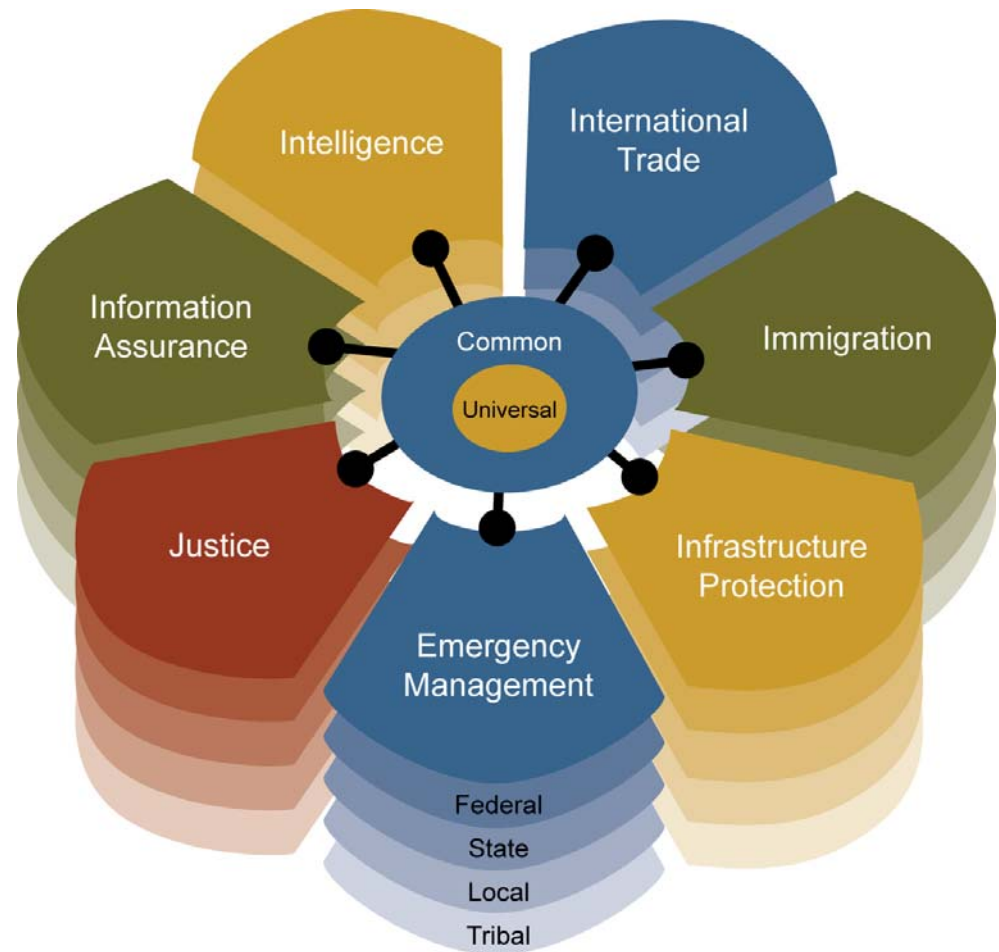 Intelligence
International
Trade
Information
Assurance
Common
Immigration
Universal
Justice
Infrastructure
Protection
Emergency
Management
Federal
State
Local
Tribal